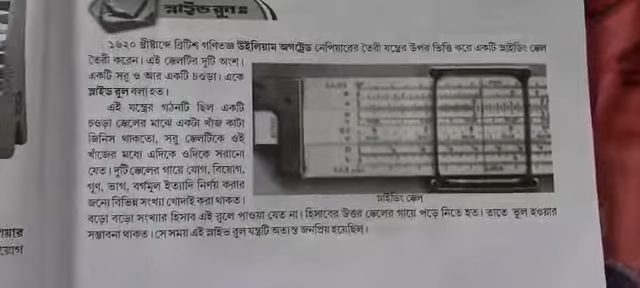 স্লাইড রুলঃ
১৬২০ খ্রীষ্টাব্দে ব্রিটিশ গণিতজ্ঞ উইলিয়াম অগট্রেড নেপিয়ারের তৈরী যন্ত্রের উপর ভিত্তি করে একটি স্লাইডিং স্কেল
তৈরী করেন। এই স্কেলটির দুটি অংশ।
একটি সরু ও আর একটি চওড়া। একে
স্লাইড রুল বলা হত।
এই যন্ত্রের গঠনটি ছিল একটি
চওড়া স্কেলের মাঝে একটা খাঁজ কাটা
জিনিস থাকতো, সরু স্কেলটিকে ওই
খাঁজের মধ্যে এদিকে ওদিকে সরানো
যেত। দুটি স্কেলের গায়ে যোগ, বিয়োগ,
গুণ, ভাগ, বর্গমূল ইত্যাদি নির্ণয় করার
জন্যে বিভিন্ন সংখ্যা খোদাই করা থাকত।
স্লাইডিং স্কেল
বড়ো বড়ো সংখ্যার হিসাব এই রুলে পাওয়া যেত না। হিসাবের উত্তর স্কেলের গায়ে পড়ে নিতে হত। তাতে ভুল হওয়ার
সম্ভাবনা থাকত। সে সময় এই স্লাইড রুল যন্ত্রটি অত্যন্ত জনপ্রিয় হয়েছিল।